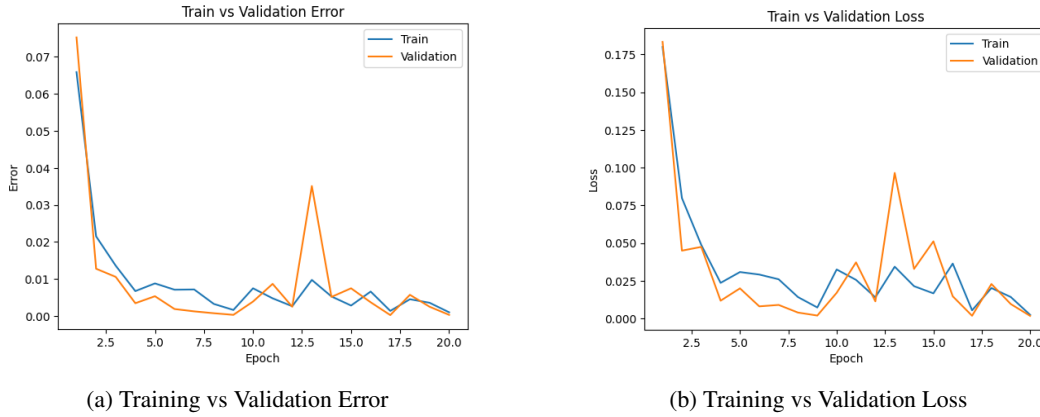 Train vs Validation Error
Train
Validation
0.07
0.06
0.05
0.04
0.03
0.02
0.01
0.00
Error
2.5 5.0 7.5 10.0 12.5 15.0 17.5 20.0
Epoch
(a) Training vs Validation Error
Train vs Validation Loss
Train
Validation
0.175
0.150
0.125
0.100
0.075
0.050
0.025
0.000
Loss
2.5 5.0 7.5 10.0 12.5 15.0 17.5 20.0
Epoch
(b) Training vs Validation Loss